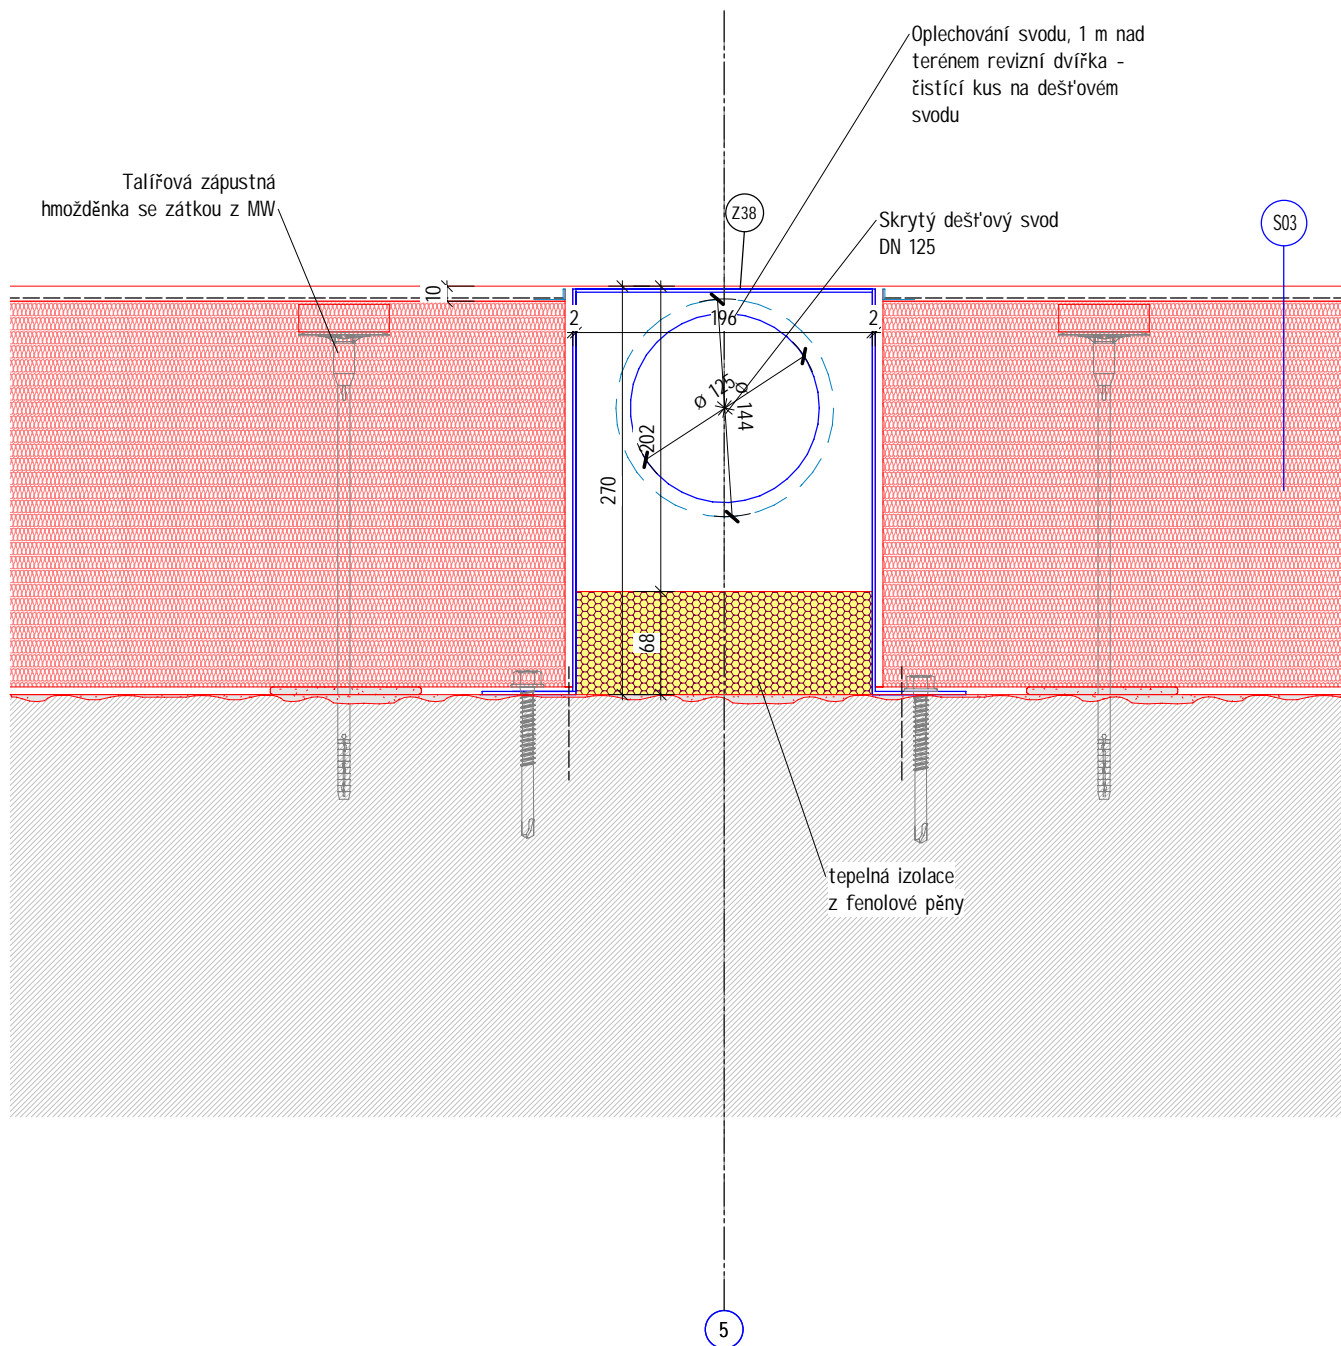 Oplechování svodu, 1 m nad
terénem revizní dvířka -
čistící kus na dešťovém
svodu
Talířová zápustná
hmožděnka se zátkou z MW
Z38
Skrytý dešťový svod
DN 125
S03
10
2
196
2
ø 125
ø 144
202
270
68
tepelná izolace
z fenolové pěny
5